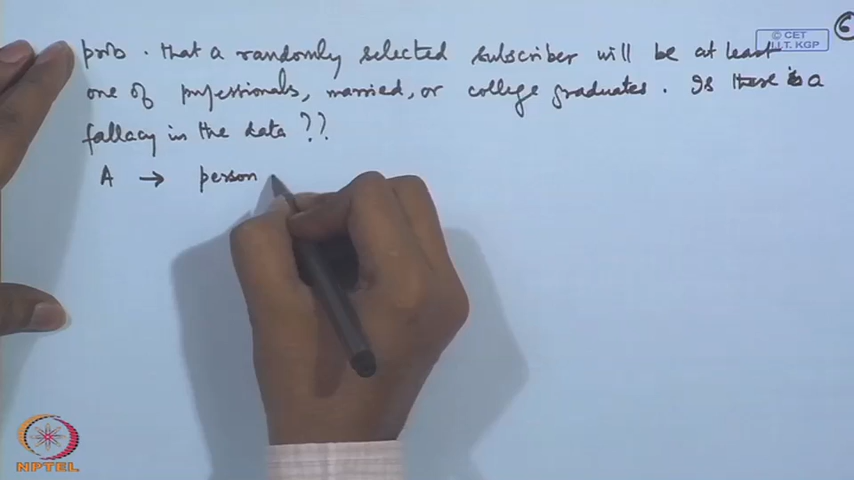 6
© CET
I.I.T. KGP
prob. that a randomly selected subscriber will be at least
one of professionals, married, or college graduates. Is there is a
fallacy in the data ??
A → person
NPTEL